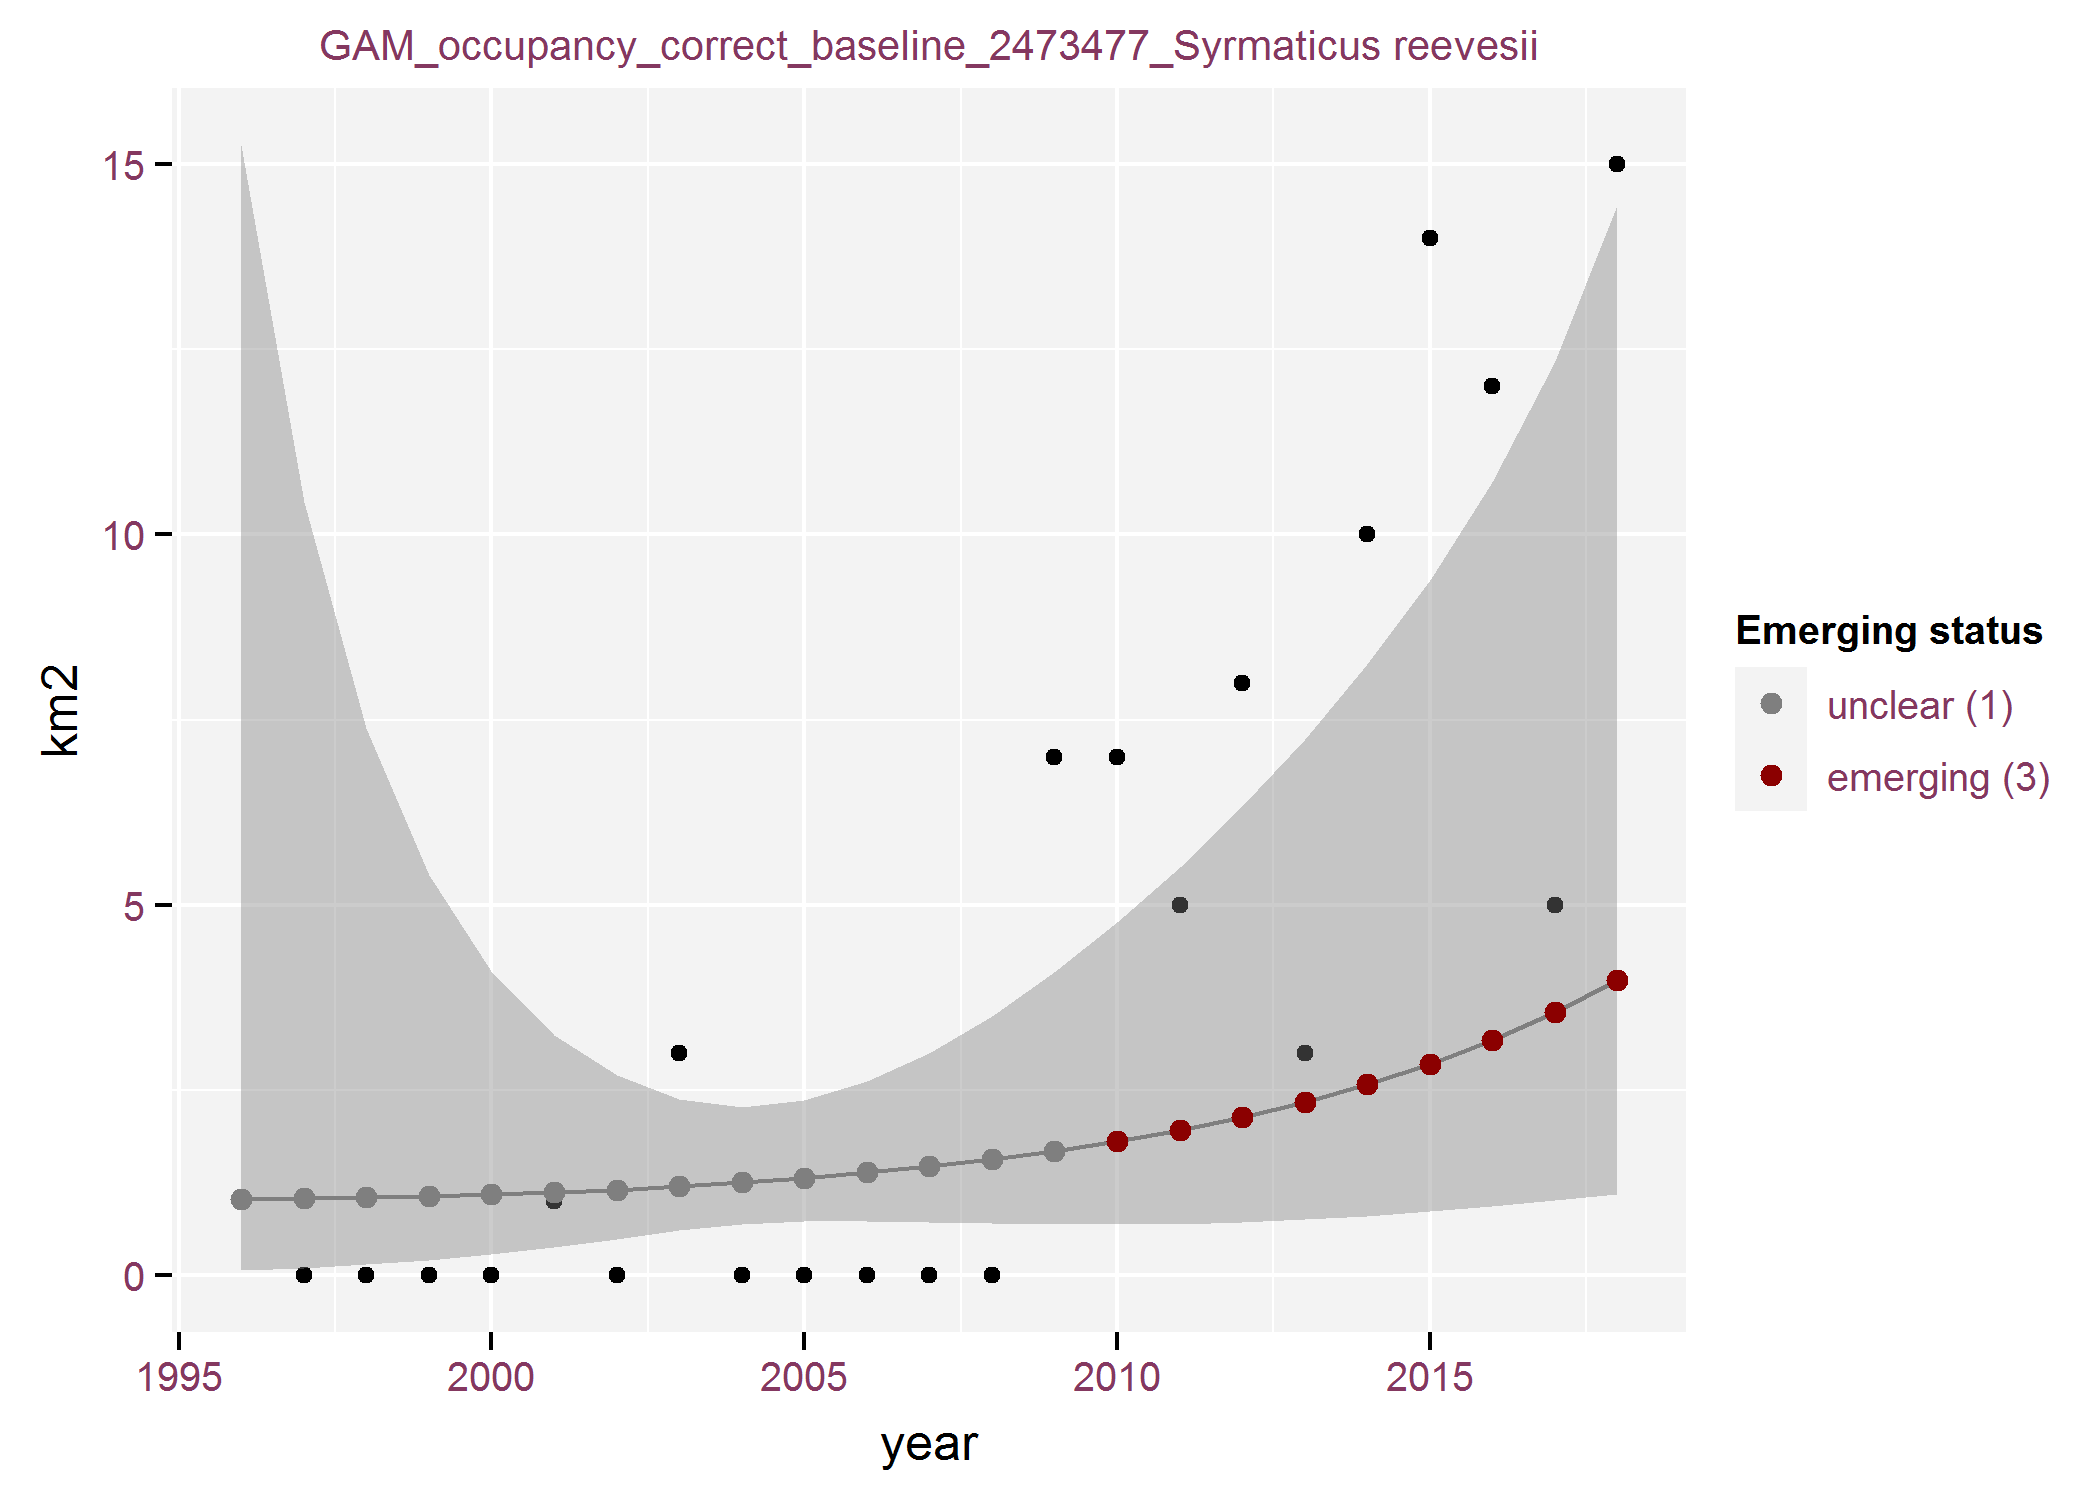 GAM_occupancy_correct_baseline_2473477_Syrmaticus reevesii
15
10
5
0
km2
1995 2000 2005 2010 2015
year
Emerging status
unclear (1)
emerging (3)